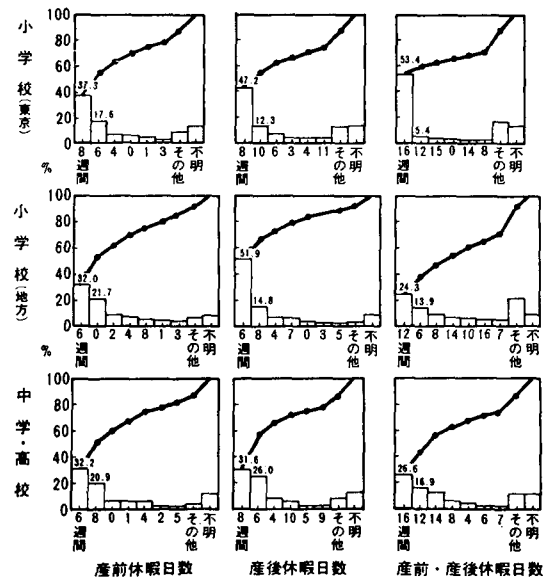 小学校(東京)
100
80
60
40
20
0
%
37.3
17.6
8 6 4 0 1 3 その他 不明
週間
47.2
12.3
8 10 6 3 4 11 その他 不明
週間
53.4
5.4
16 12 15 0 14 8 その他 不明
週間
小学校(地方)
100
80
60
40
20
0
%
32.0
21.7
6 0 2 4 8 1 3 その他 不明
週間
51.9
14.8
6 8 4 7 0 3 5 その他 不明
週間
24.3
13.9
12 6 8 14 10 16 7 その他 不明
週間
中学・高校
100
80
60
40
20
0
32.2
20.9
6 8 0 1 4 2 5 その他 不明
週間
31.6
26.0
8 6 4 10 5 9 その他 不明
週間
26.6
16.9
16 12 14 4 6 7 その他 不明
週間
産前休暇日数
産後休暇日数
産前・産後休暇日数